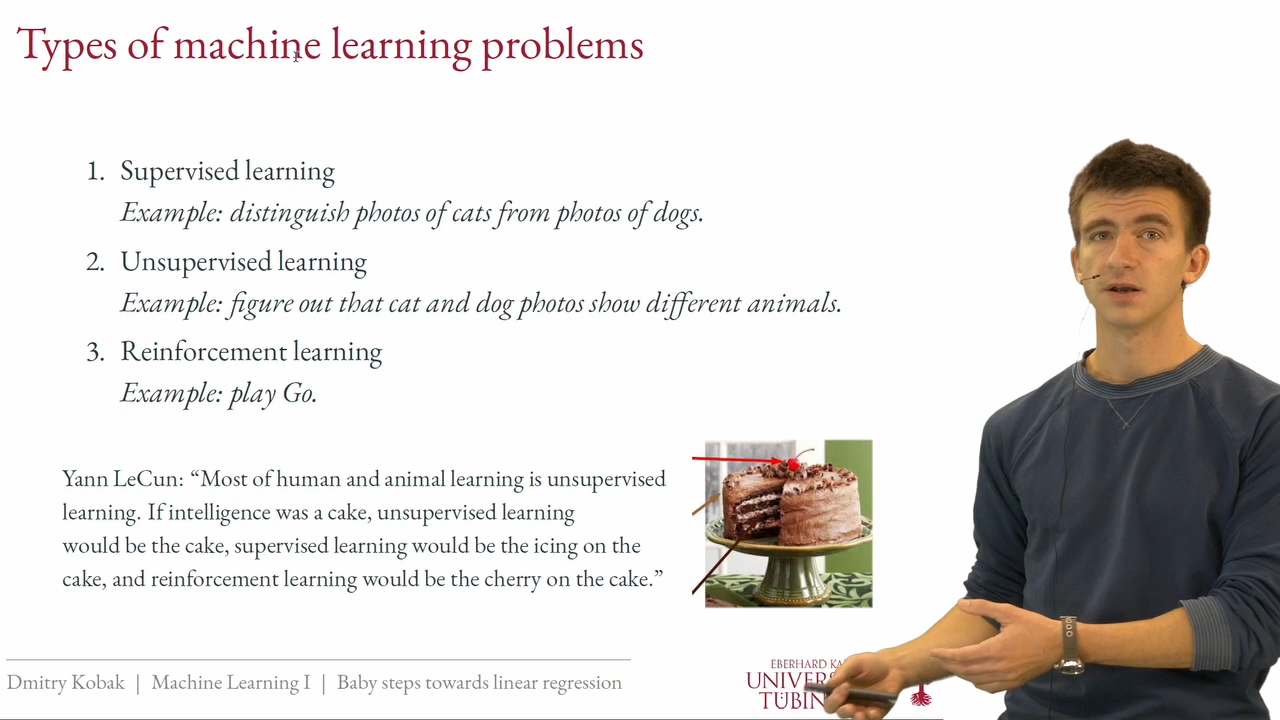 Types of machine learning problems
1. Supervised learning
Example: distinguish photos of cats from photos of dogs.
2. Unsupervised learning
Example: figure out that cat and dog photos show different animals.
3. Reinforcement learning
Example: play Go.
Yann LeCun: “Most of human and animal learning is unsupervised
learning. If intelligence was a cake, unsupervised learning
would be the cake, supervised learning would be the icing on the
cake, and reinforcement learning would be the cherry on the cake.”
Dmitry Kobak | Machine Learning I | Baby steps towards linear regression
EBERHARD